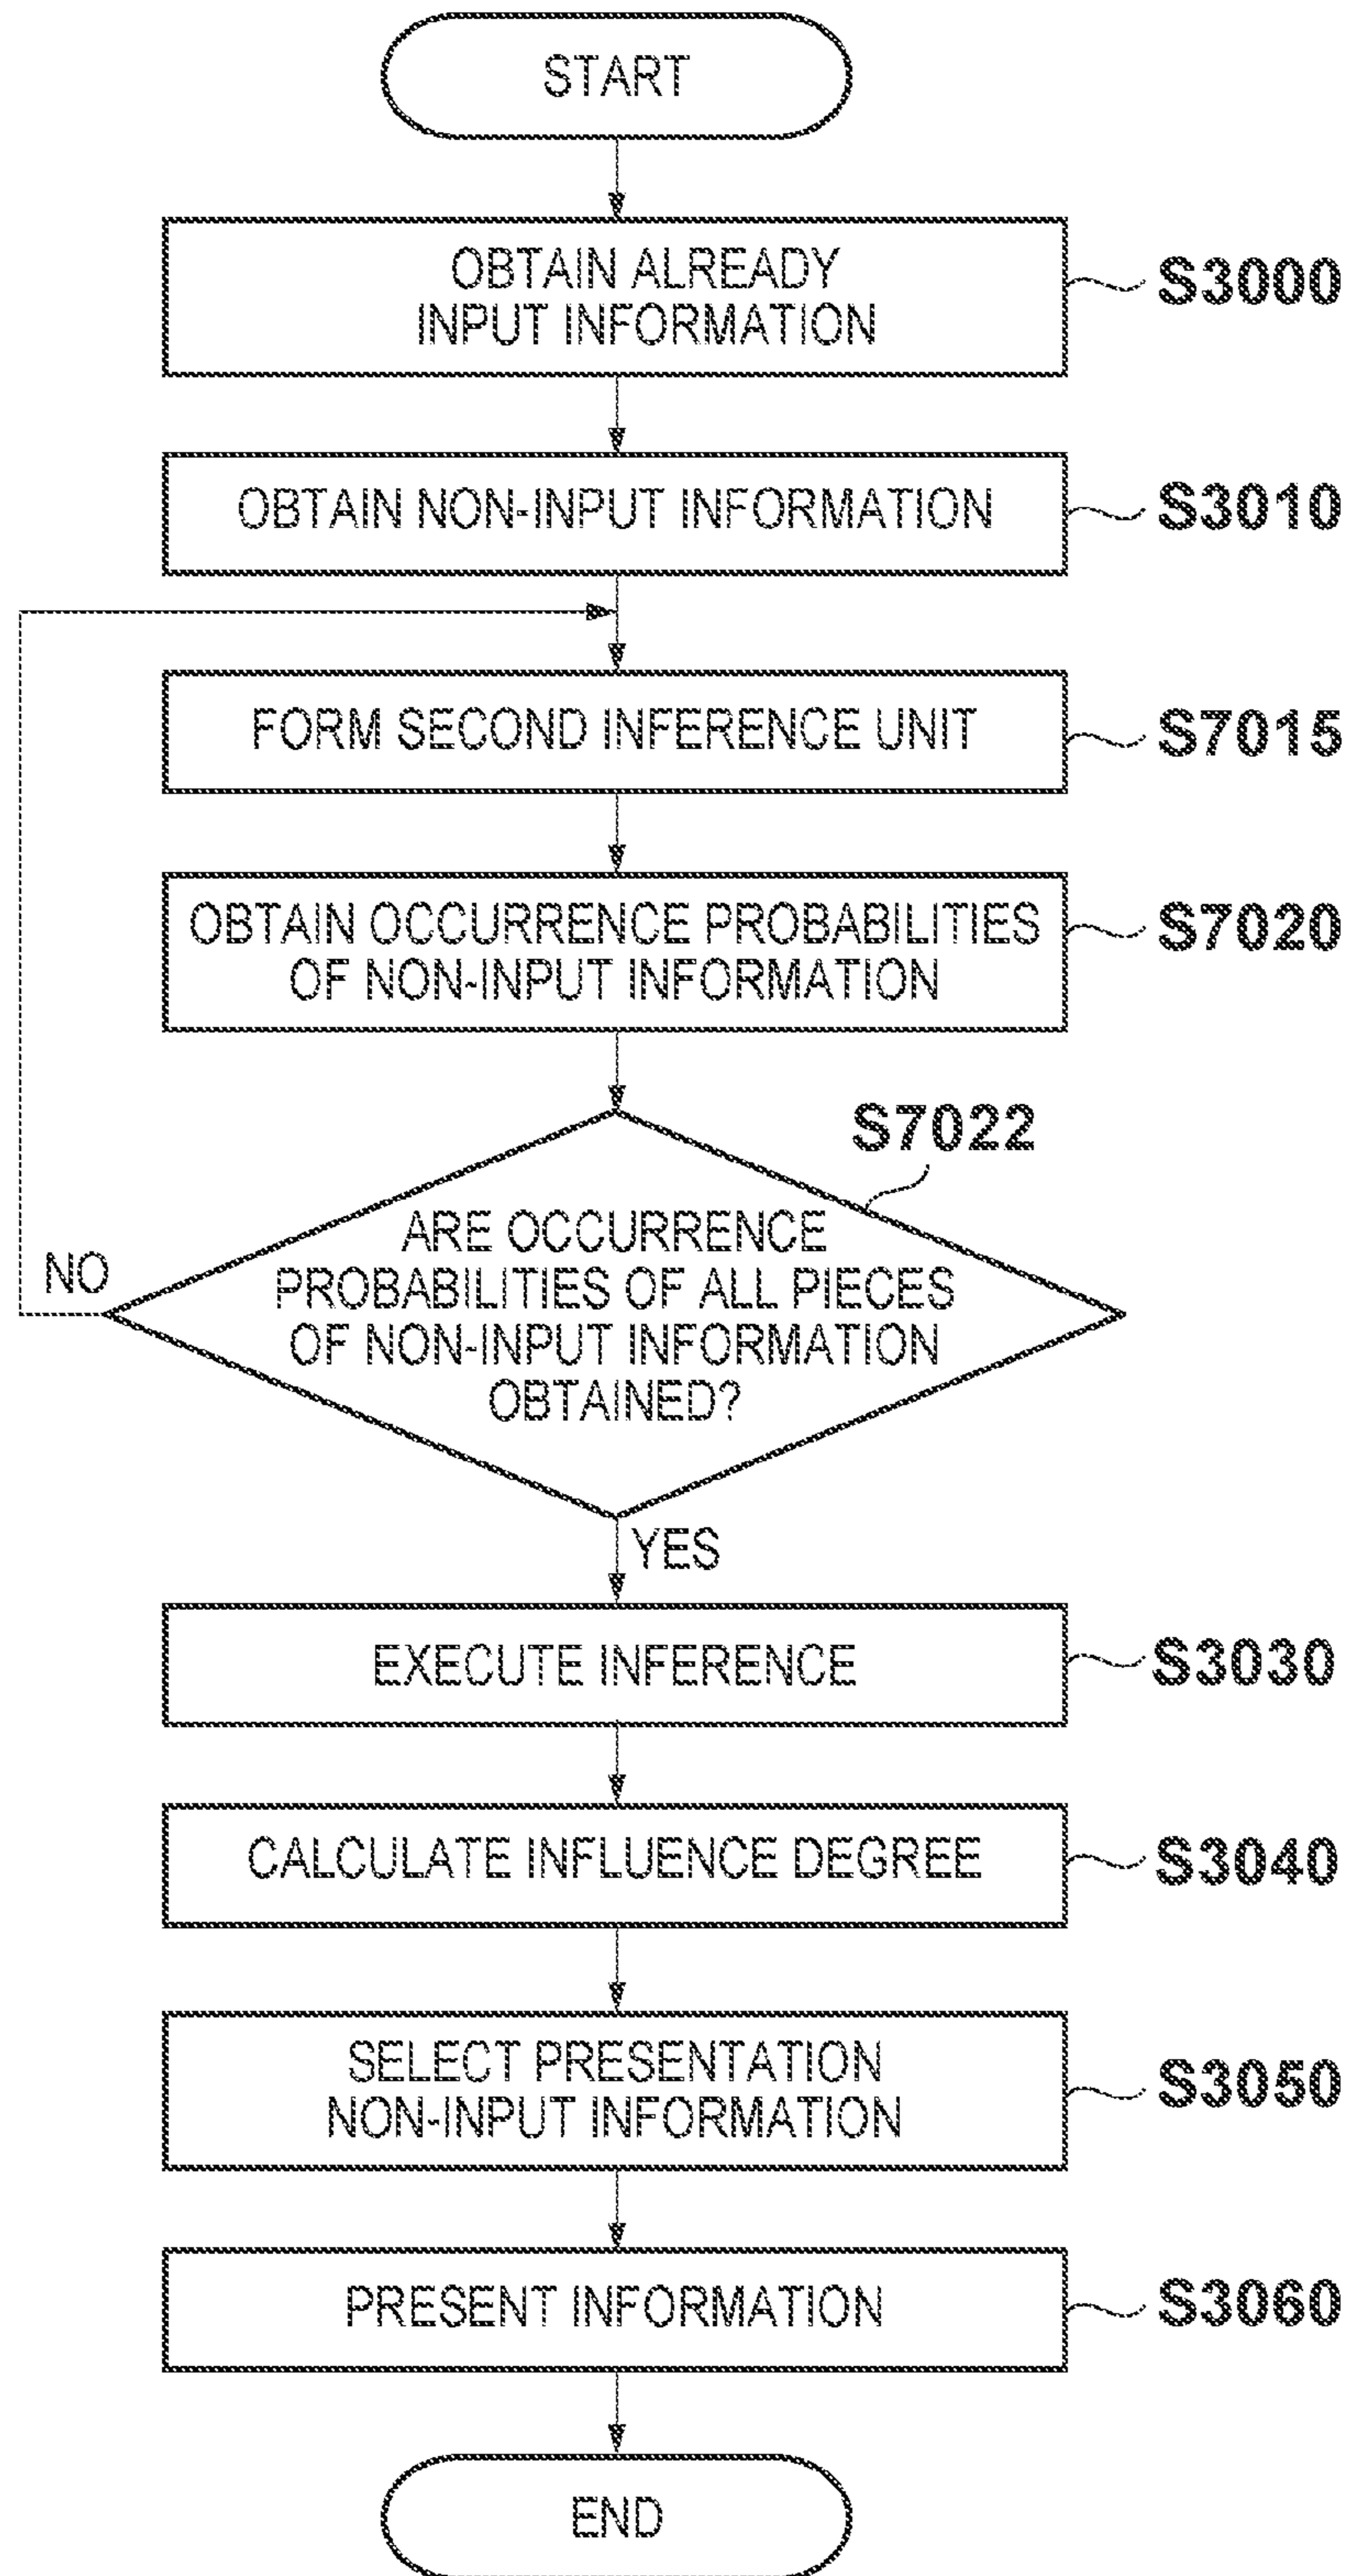 START
OBTAIN ALREADY
INPUT INFORMATION
S3000
OBTAIN NON-INPUT INFORMATION
S3010
FORM SECOND INFERENCE UNIT
S7015
OBTAIN OCCURRENCE PROBABILITIES
OF NON-INPUT INFORMATION
S7020
S7022
ARE OCCURRENCE
PROBABILITIES OF ALL PIECES
OF NON-INPUT INFORMATION
OBTAINED?
NO
YES
EXECUTE INFERENCE
S3030
CALCULATE INFLUENCE DEGREE
S3040
SELECT PRESENTATION
NON-INPUT INFORMATION
S3050
PRESENT INFORMATION
S3060
END